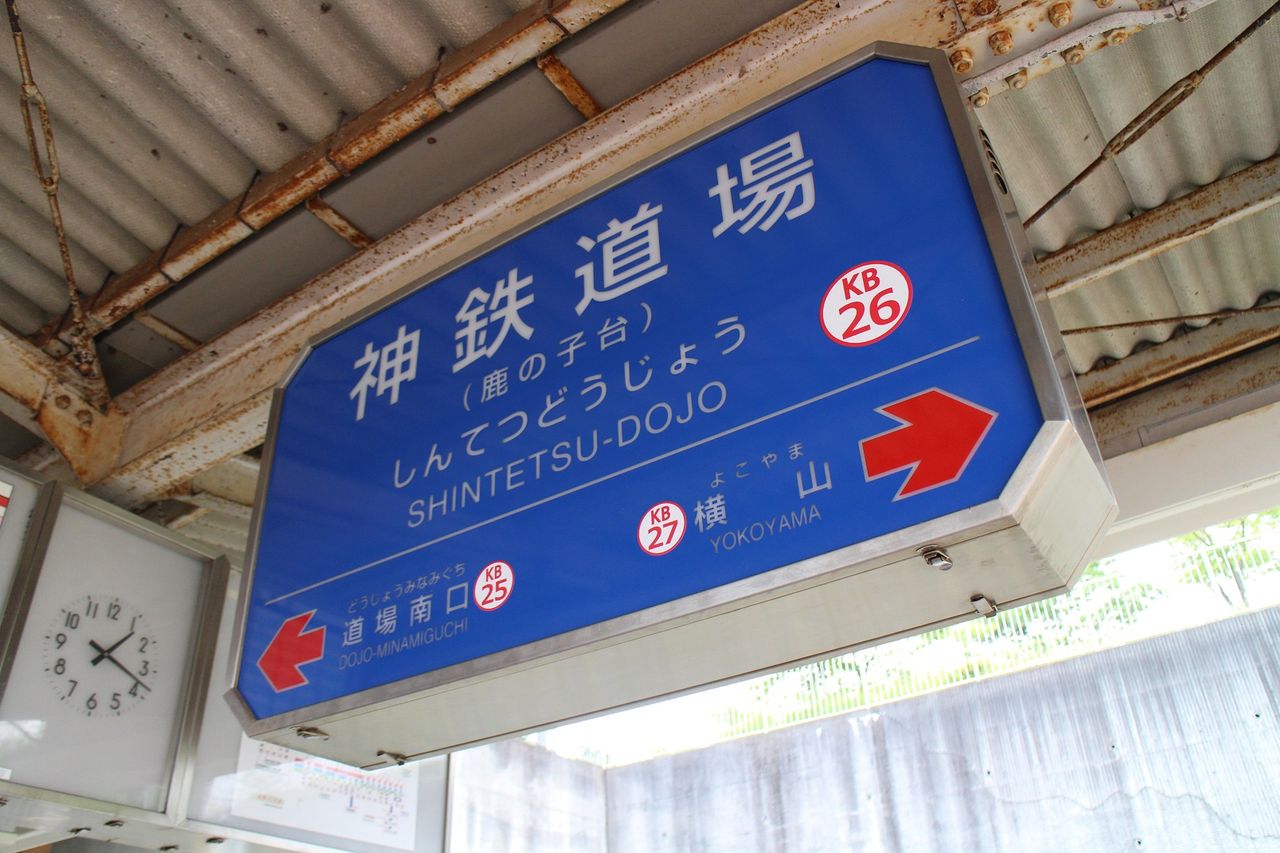 神鉄道場
(鹿の子台)
しんてつどうじょう
SHINTETSU-DOJO
KB
26
どうじょうみなみぐち
道場南口
DOJO-MINAMIGUCHI
KB
25
KB
27
よこやま
横山
YOKOYAMA
12
1
2
3
4
5
6
7
8
9
10
11